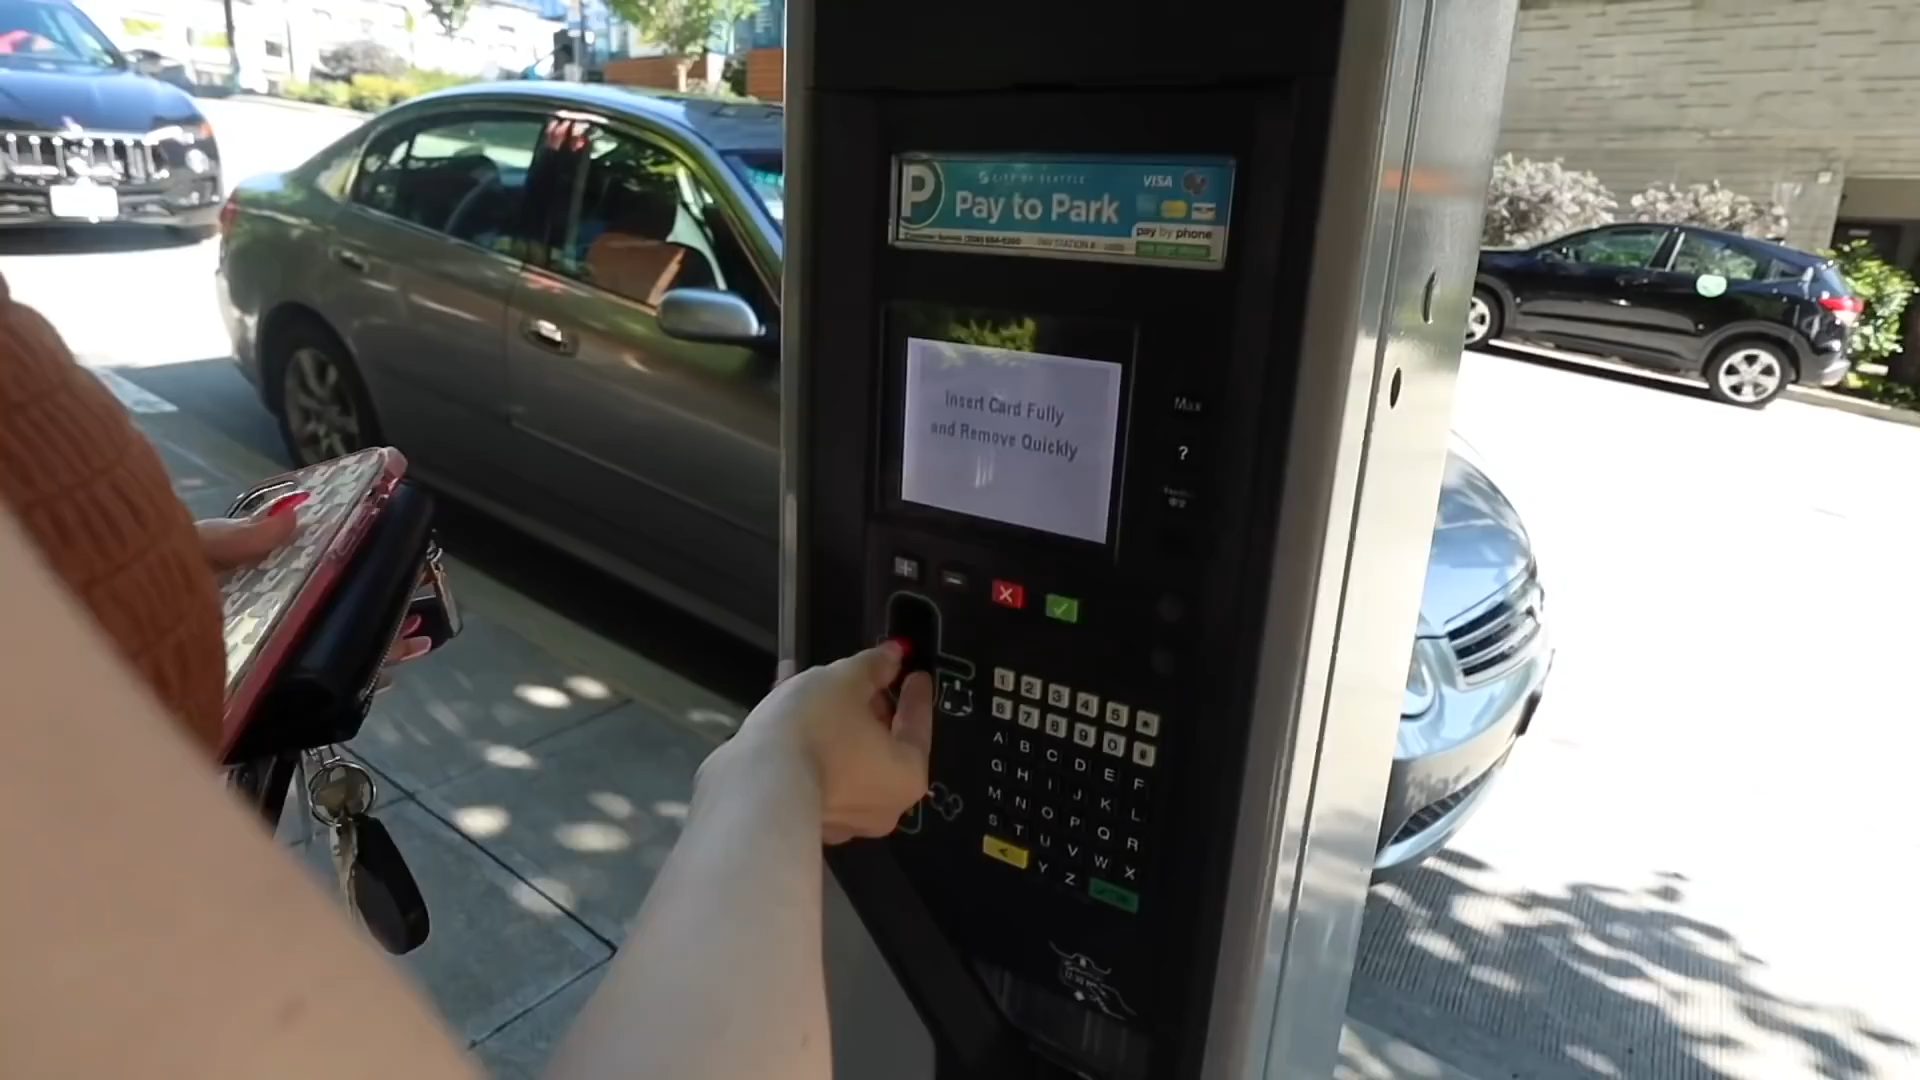 P
CITY OF SEATTLE
Pay to Park
VISA
pay by phone
Insert Card Fully
and Remove Quickly
Max
?
+
-
X
1 2 3 4 5
6 7 8 9 0
A B C D E F
G H I J K L
M N O P Q R
S T U V W X
< Y Z